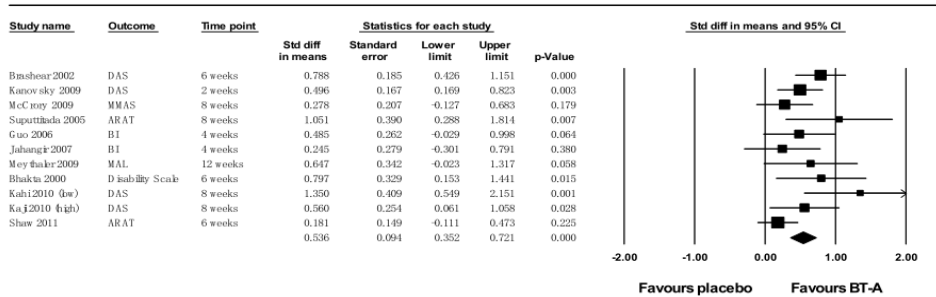 Study name Outcome Time point Statistics for each study Std diff in means and 95% CI
Std diff in means Standard error Lower limit Upper limit p-Value
Brashear 2002 DAS 6 weeks 0.788 0.185 0.426 1.151 0.000
Kanovsky 2009 DAS 2 weeks 0.496 0.167 0.169 0.823 0.003
McCrory 2009 MMAS 8 weeks 0.278 0.207 -0.127 0.683 0.179
Suputtitada 2005 ARAT 8 weeks 1.051 0.390 0.288 1.814 0.007
Guo 2006 BI 4 weeks 0.485 0.262 -0.029 0.998 0.064
Jahangir 2007 BI 4 weeks 0.245 0.279 -0.301 0.791 0.380
Meythaler 2009 MAL 12 weeks 0.647 0.342 -0.023 1.317 0.058
Bhakta 2000 Disability Scale 6 weeks 0.797 0.329 0.153 1.441 0.015
2010 (low) DAS 8 weeks 1.350 0.409 0.549 2.151 0.001
Kaji 2010 (high) DAS 8 weeks 0.560 0.254 0.061 1.058 0.028
Shaw 2011 ARAT 6 weeks 0.181 0.149 -0.111 0.473 0.225
0.536 0.094 0.352 0.721 0.000
-2.00 -1.00 0.00 1.00 2.00
Favours placebo Favours BT-A